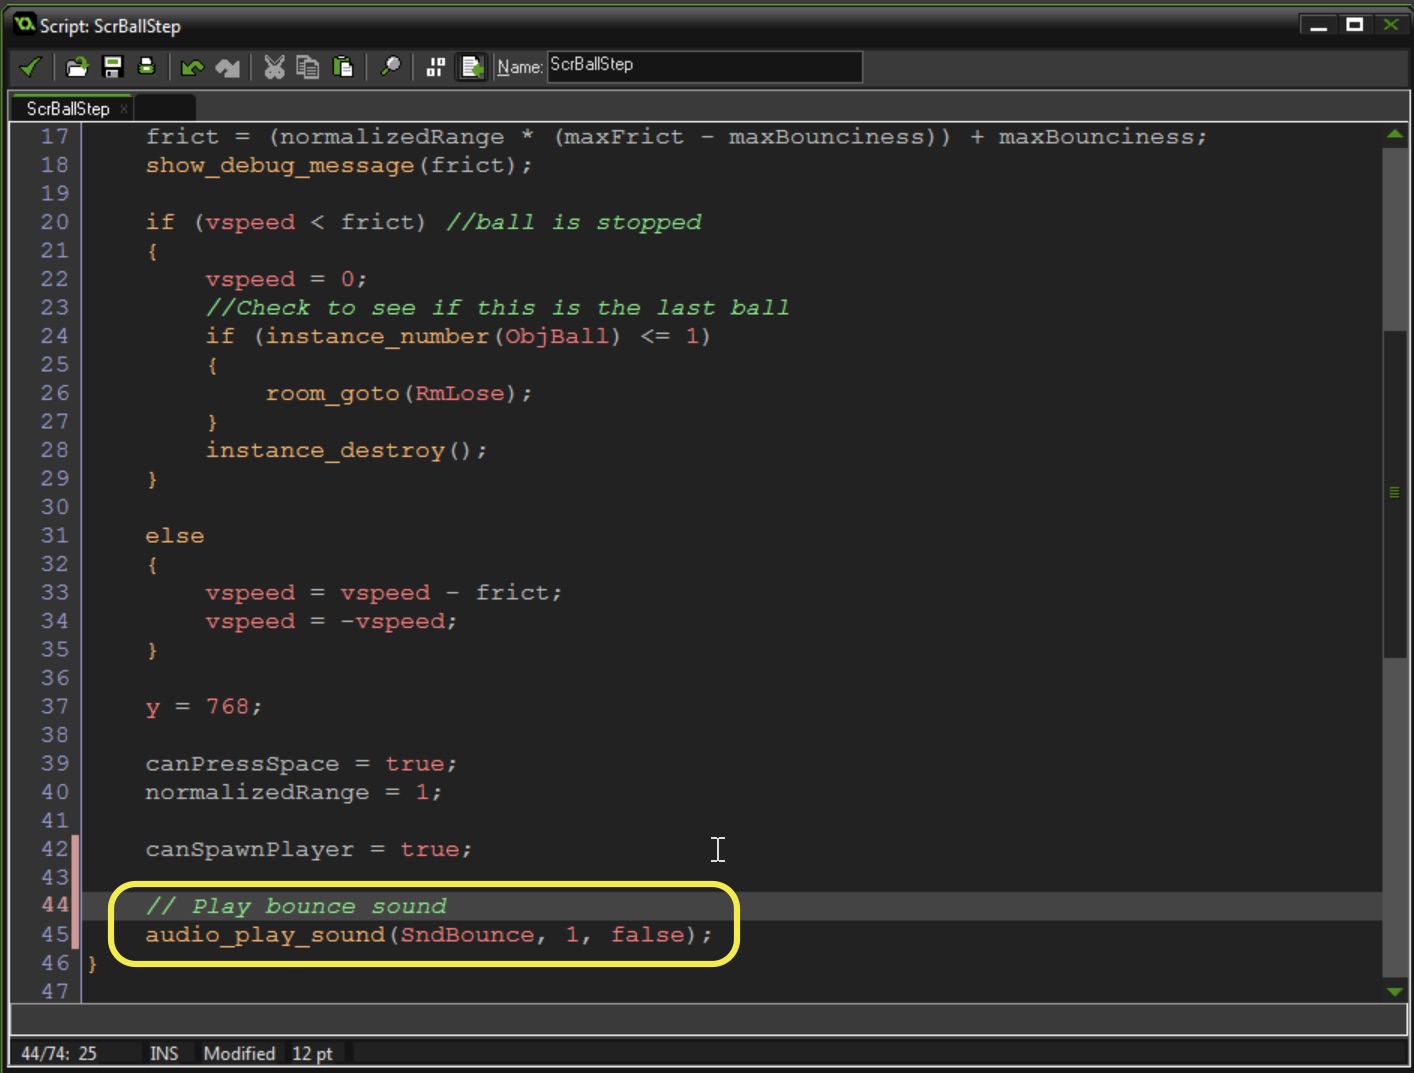 Script: ScrBallStep
Name: ScrBallStep
ScrBallStep
17 frict = (normalizedRange * (maxFrict - maxBounciness)) + maxBounciness;
18 show_debug_message(frict);
19
20 if (vspeed < frict) //ball is stopped
21 {
22 vspeed = 0;
23 //Check to see if this is the last ball
24 if (instance_number(ObjBall) <= 1)
25 {
26 room_goto(RmLose);
27 }
28 instance_destroy();
29 }
30
31 else
32 {
33 vspeed = vspeed - frict;
34 vspeed = -vspeed;
35 }
36
37 y = 768;
38
39 canPressSpace = true;
40 normalizedRange = 1;
41
42 canSpawnPlayer = true;
43
44 // Play bounce sound
45 audio_play_sound(SndBounce, 1, false);
46 }
47
44/74: 25 INS Modified 12 pt